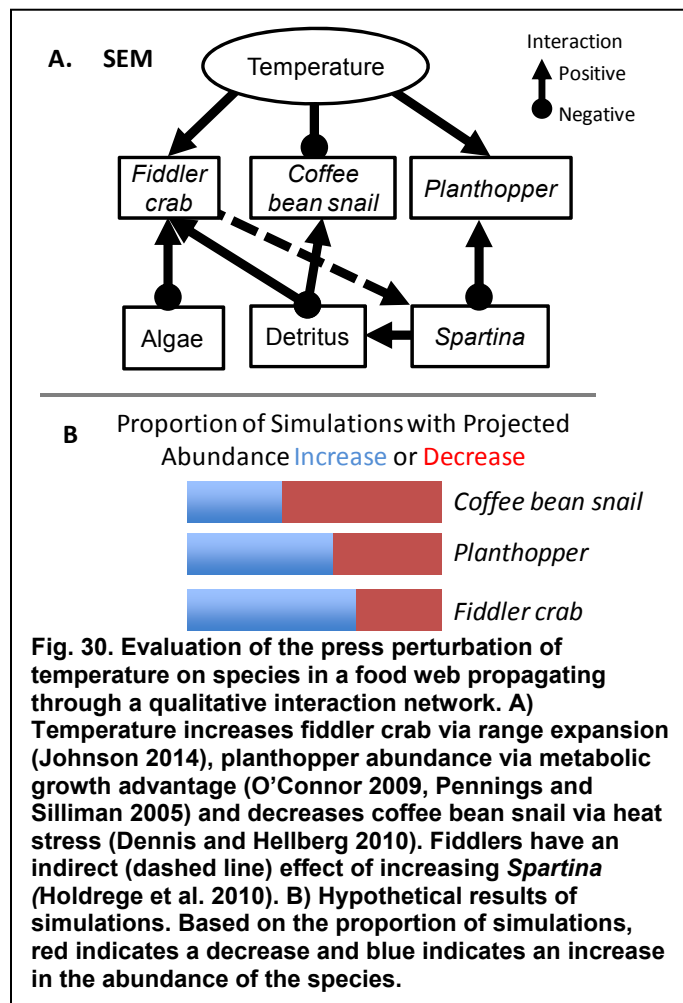 A. SEM
Temperature
Interaction
Positive
Negative
Fiddler
crab
Coffee
bean snail
Planthopper
Algae
Detritus
Spartina
B Proportion of Simulations with Projected
Abundance Increase or Decrease
Coffee bean snail
Planthopper
Fiddler crab
Fig. 30. Evaluation of the press perturbation of
temperature on species in a food web propagating
through a qualitative interaction network. A)
Temperature increases fiddler crab via range expansion
(Johnson 2014), planthopper abundance via metabolic
growth advantage (O’Connor 2009, Pennings and
Silliman 2005) and decreases coffee bean snail via heat
stress (Dennis and Hellberg 2010). Fiddlers have an
indirect (dashed line) effect of increasing Spartina
(Holdrege et al. 2010). B) Hypothetical results of
simulations. Based on the proportion of simulations,
red indicates a decrease and blue indicates an increase
in the abundance of the species.